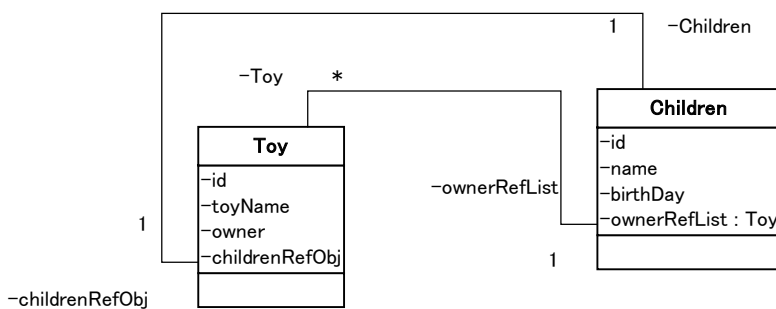 1 -Children
-Toy *
Children
-id
-name
-birthDay
-ownerRefList : Toy
Toy
-id
-toyName
-owner
-childrenRefObj
-ownerRefList
1
1
-childrenRefObj